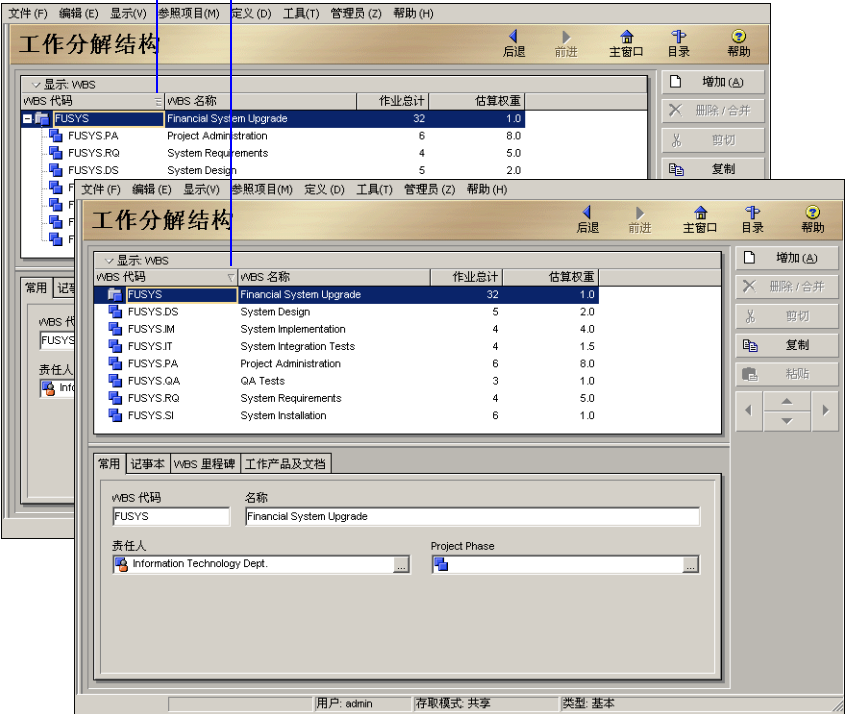 文件(F) 编辑(E) 显示(V) 参照项目(M) 定义(D) 工具(T) 管理员(Z) 帮助(H)
工作分解结构 后退 前进 主窗口 目录 帮助
显示: WBS
WBS 代码 WBS 名称 作业总计 估算权重
FUSYS Financial System Upgrade 32 1.0
FUSYS.PA Project Administration 6 8.0
FUSYS.RQ System Requirements 4 5.0
FUSYS.DS System Design 5 2.0
增加(A)
删除/合并
剪切
复制
常用
WBS
FUSYS
责任人
文件(F) 编辑(E) 显示(V) 参照项目(M) 定义(D) 工具(T) 管理员(Z) 帮助(H)
工作分解结构 后退 前进 主窗口 目录 帮助
显示: WBS
WBS 代码 WBS 名称 作业总计 估算权重
FUSYS Financial System Upgrade 32 1.0
FUSYS.DS System Design 5 2.0
FUSYS.IM System Implementation 4 4.0
FUSYS.IT System Integration Tests 4 1.5
FUSYS.PA Project Administration 6 8.0
FUSYS.QA QA Tests 3 1.0
FUSYS.RQ System Requirements 4 5.0
FUSYS.SI System Installation 6 1.0
增加(A)
删除/合并
剪切
复制
粘贴
常用 记事本 WBS 里程碑 工作产品及文档
WBS 代码 名称
FUSYS Financial System Upgrade
责任人 Project Phase
Information Technology Dept. ... ...
用户: admin 存取模式: 共享 类型: 基本